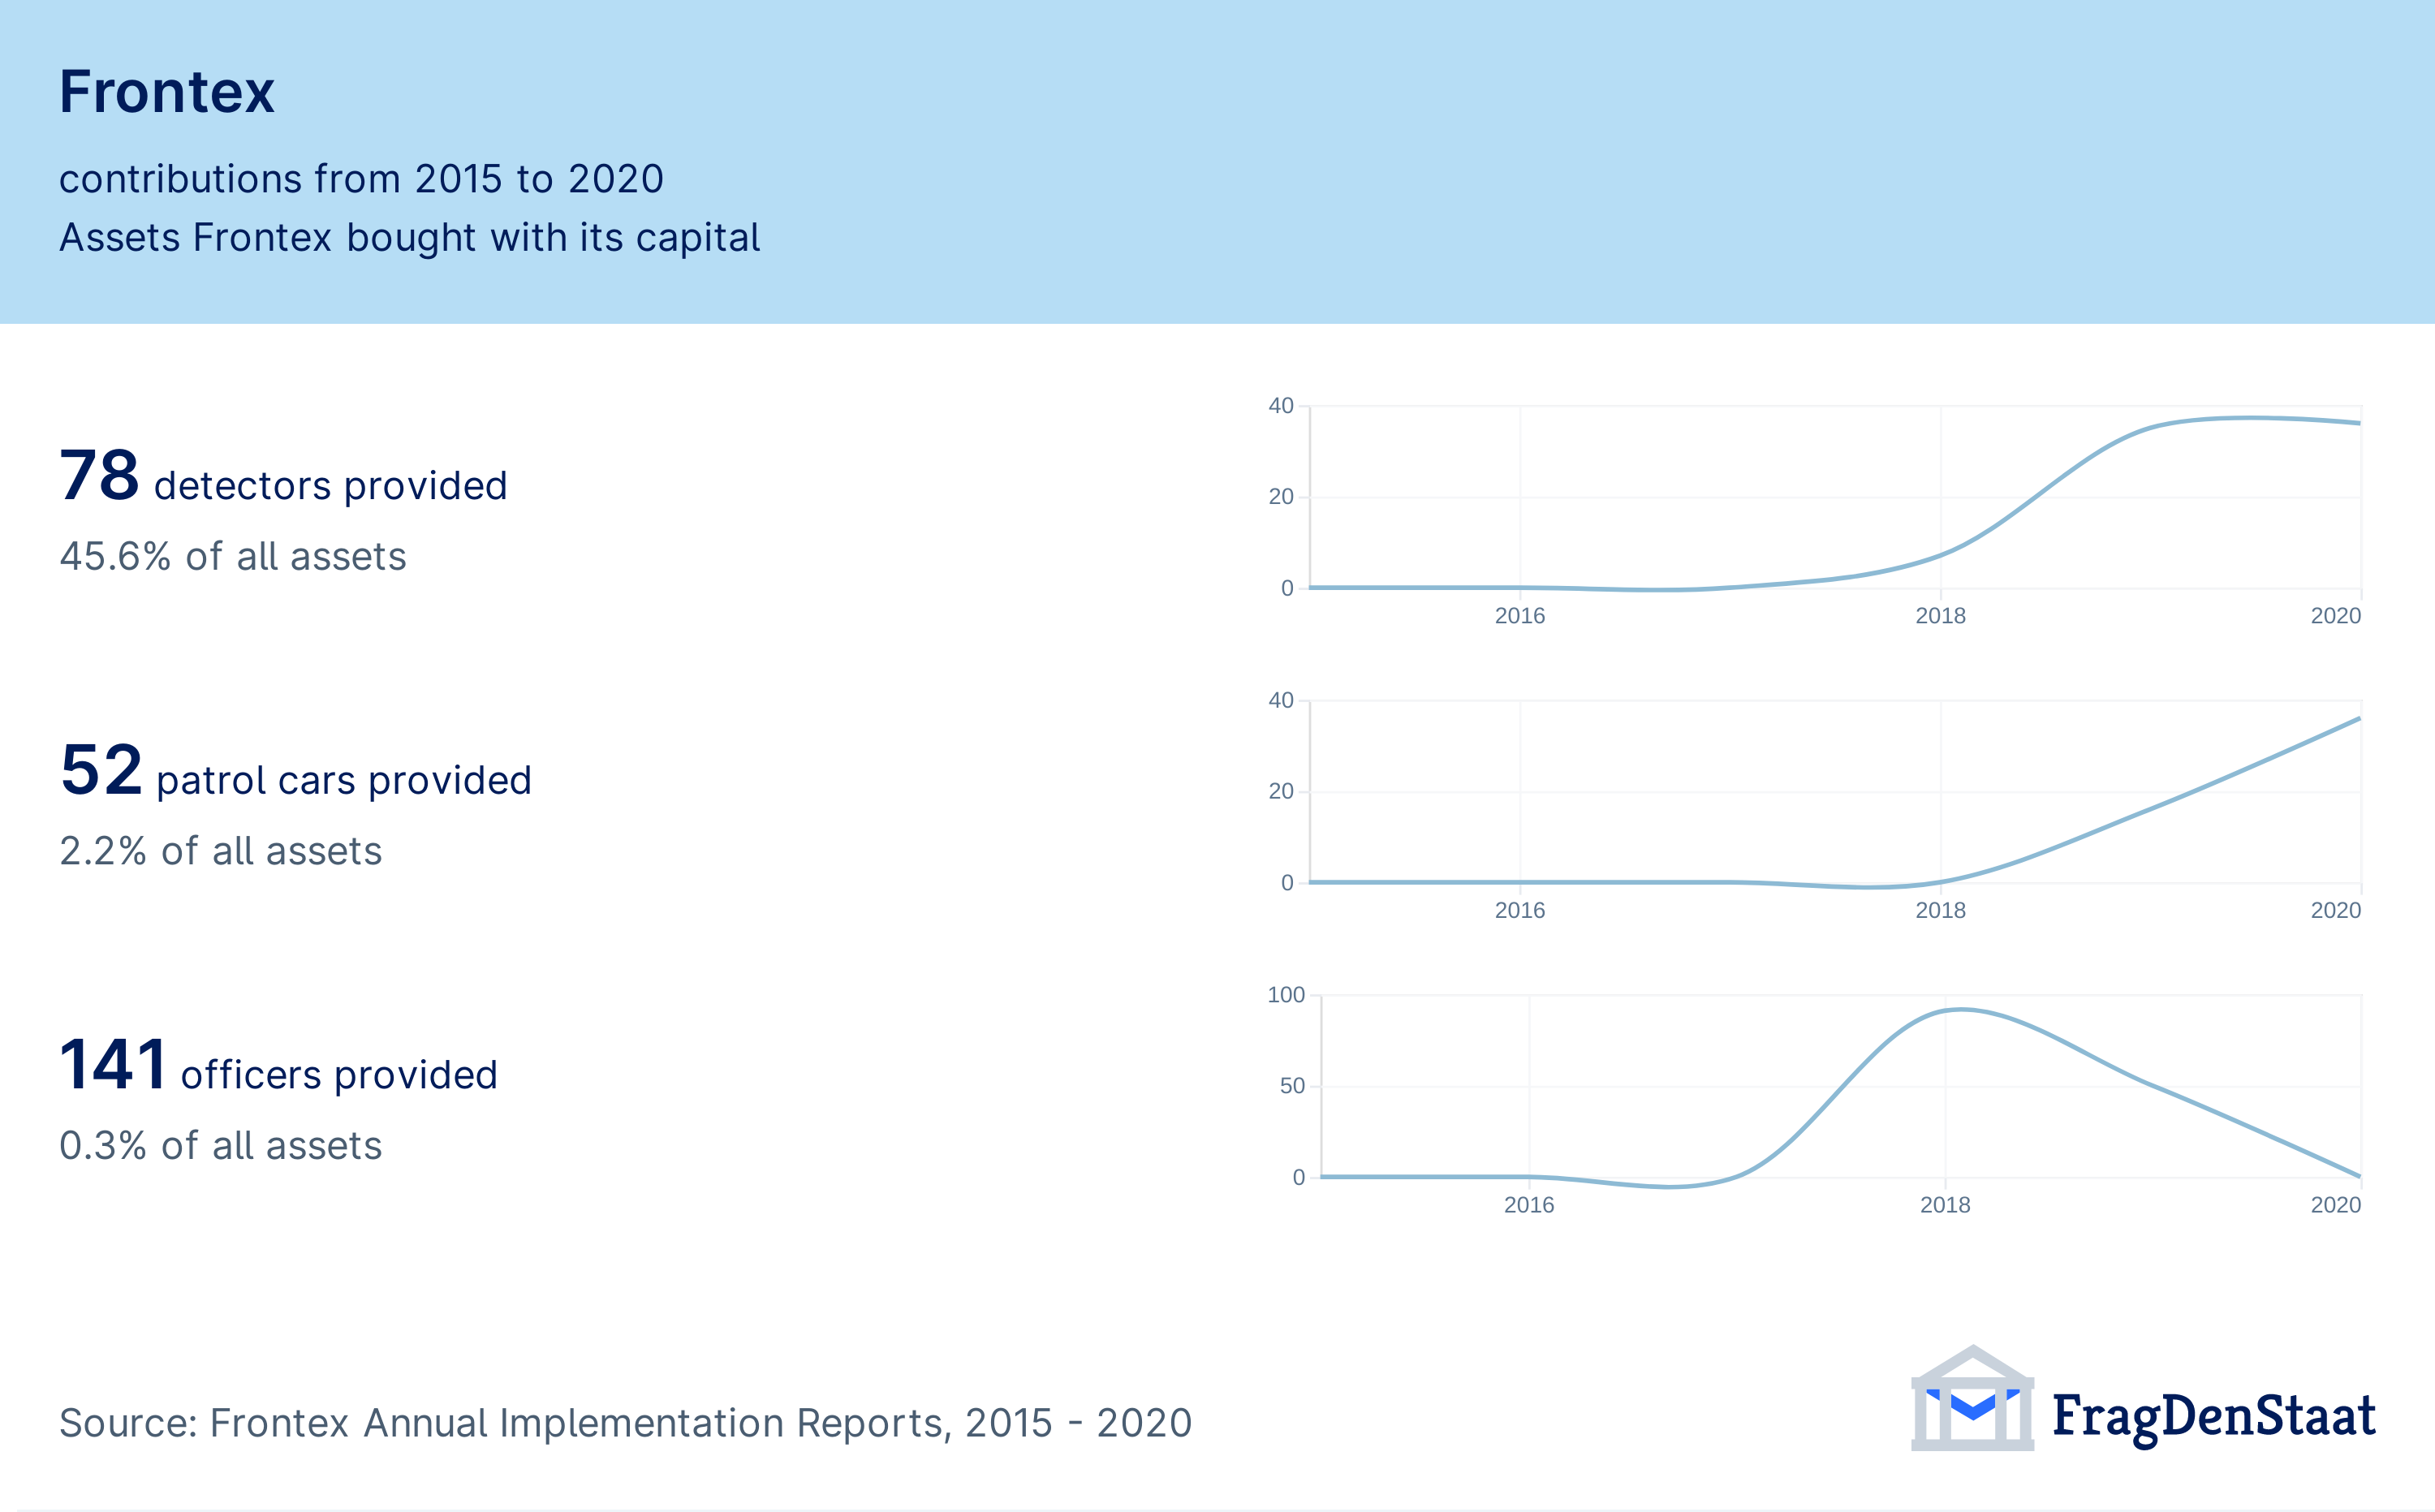 Frontex
contributions from 2015 to 2020
Assets Frontex bought with its capital
78 detectors provided
45.6% of all assets
40
20
0
2016 2018 2020
52 patrol cars provided
2.2% of all assets
40
20
0
2016 2018 2020
141 officers provided
0.3% of all assets
100
50
0
2016 2018 2020
Source: Frontex Annual Implementation Reports, 2015 - 2020
FragDenStaat